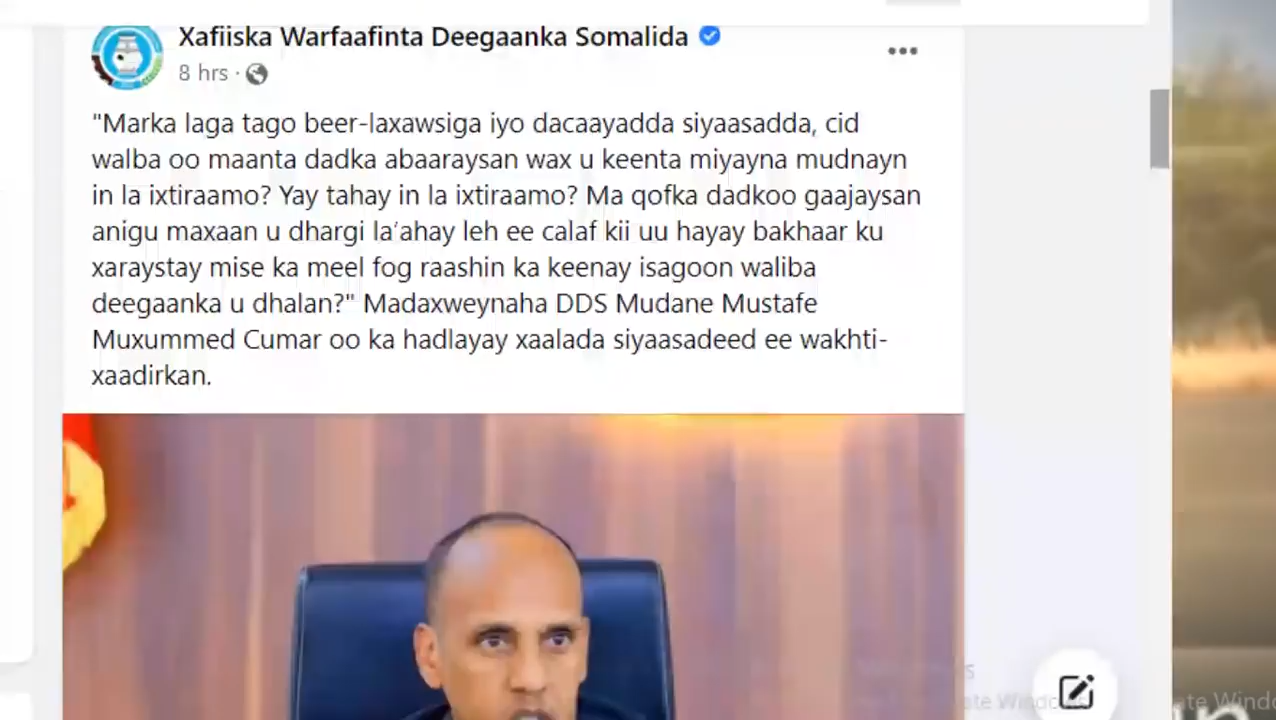 Xafiiska Warfaafinta Deegaanka Somalida
8 hrs ·
"Marka laga tago beer-laxawsiga iyo dacaayadda siyaasadda, cid
walba oo maanta dadka abaaraysan wax u keenta miyayna mudnayn
in la ixtiraamo? Yay tahay in la ixtiraamo? Ma qofka dadkoo gaajaysan
anigu maxaan u dhargi la'ahay leh ee calaf kii uu hayay bakhaar ku
xaraystay mise ka meel fog raashin ka keenay isagoon waliba
deegaanka u dhalan?" Madaxweynaha DDS Mudane Mustafe
Muxummed Cumar oo ka hadlayay xaalada siyaasadeed ee wakhti-
xaadirkan.